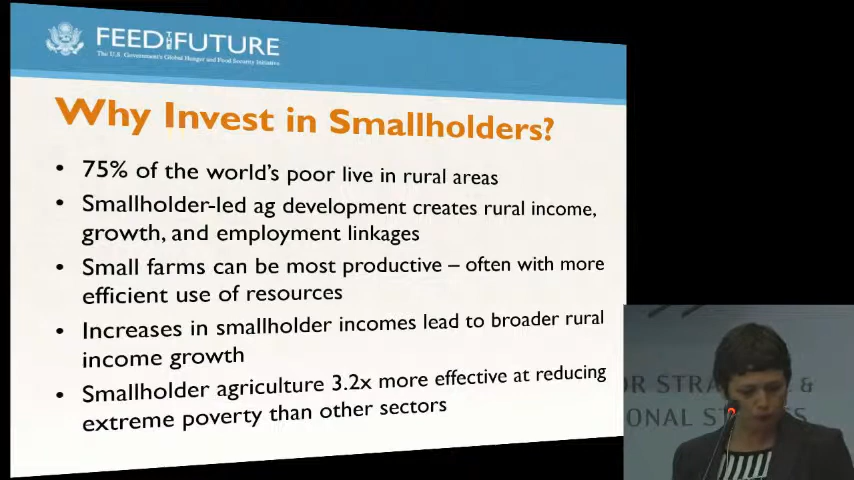 FEED THE FUTURE
The U.S. Government's Global Hunger and Food Security Initiative
Why Invest in Smallholders?
• 75% of the world's poor live in rural areas
• Smallholder-led ag development creates rural income,
growth, and employment linkages
• Small farms can be most productive – often with more
efficient use of resources
• Increases in smallholder incomes lead to broader rural
income growth
• Smallholder agriculture 3.2x more effective at reducing
extreme poverty than other sectors
OR STRA &
IONAL ST ES